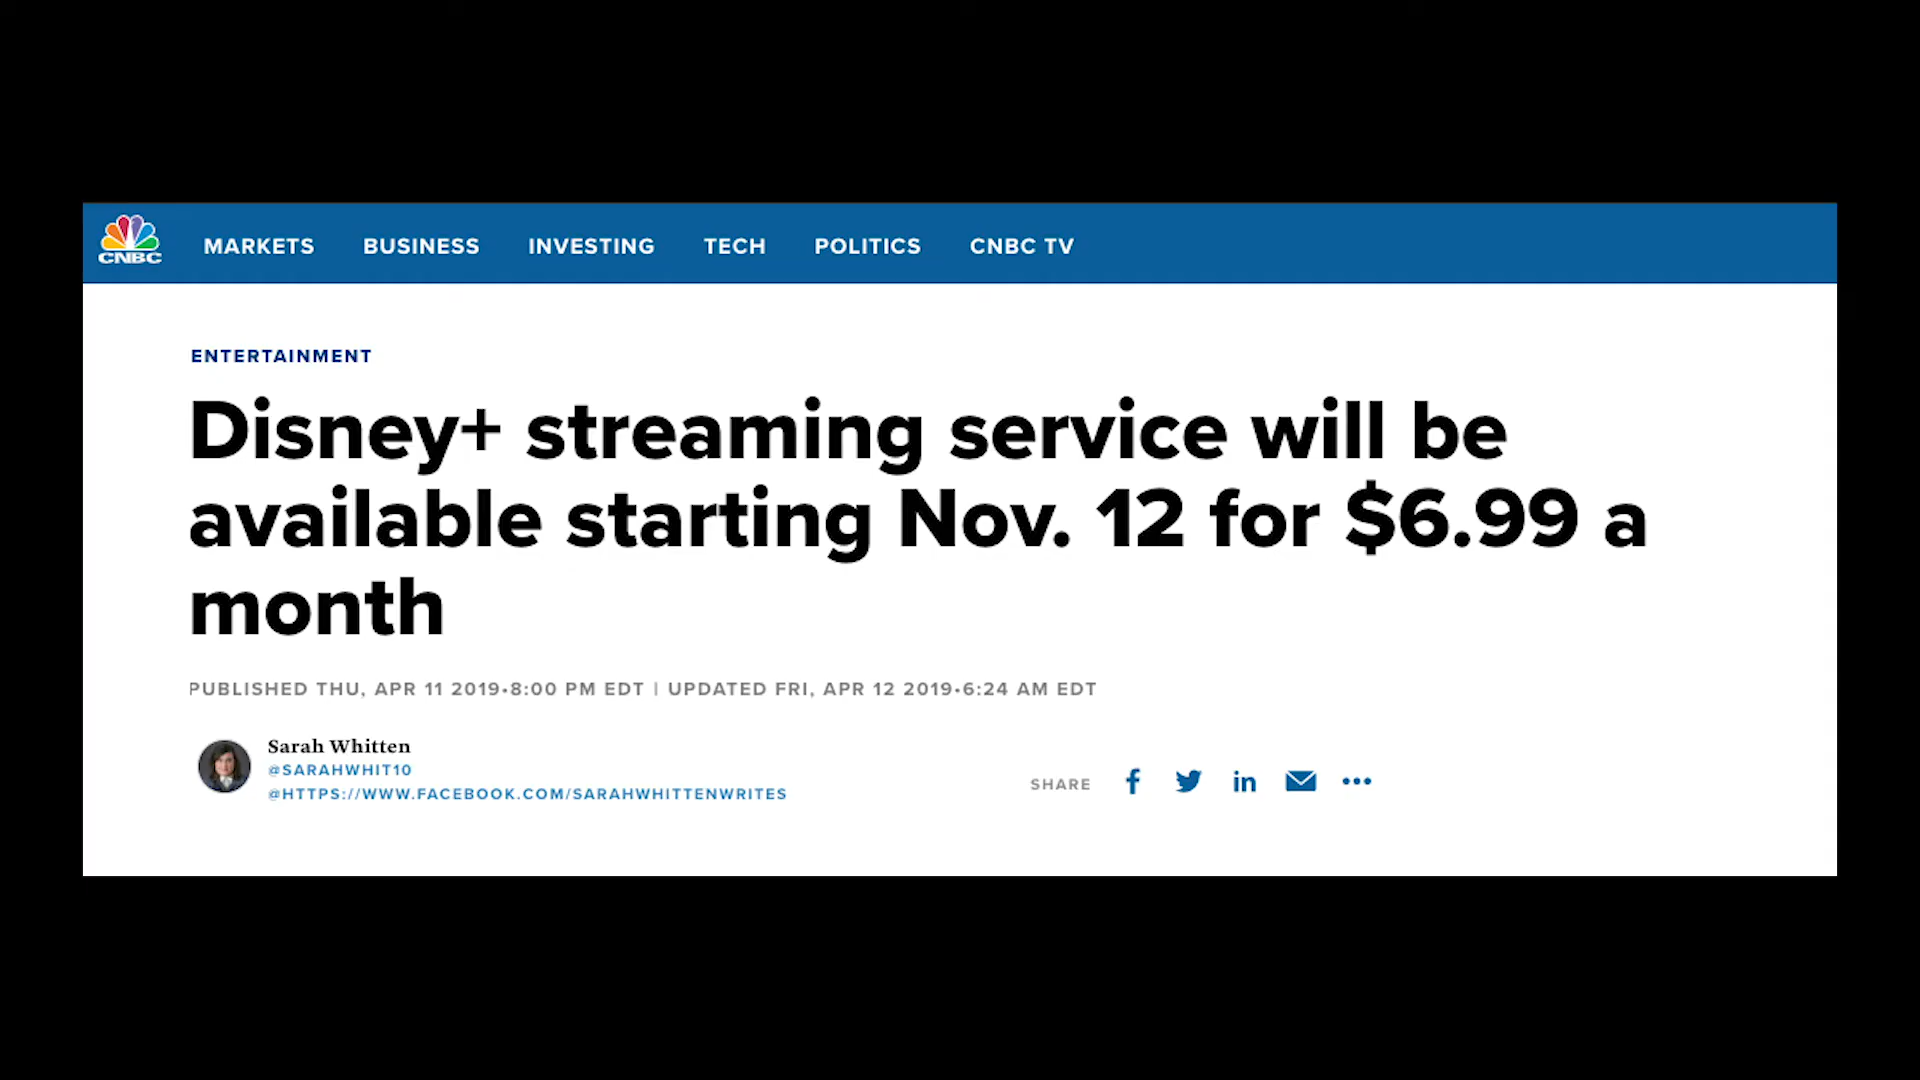 CNBC MARKETS BUSINESS INVESTING TECH POLITICS CNBC TV
ENTERTAINMENT
Disney+ streaming service will be
available starting Nov. 12 for $6.99 a
month
PUBLISHED THU, APR 11 2019•8:00 PM EDT | UPDATED FRI, APR 12 2019•6:24 AM EDT
Sarah Whitten
@SARAHWHIT10
@HTTPS://WWW.FACEBOOK.COM/SARAHWHITTENWRITES
SHARE